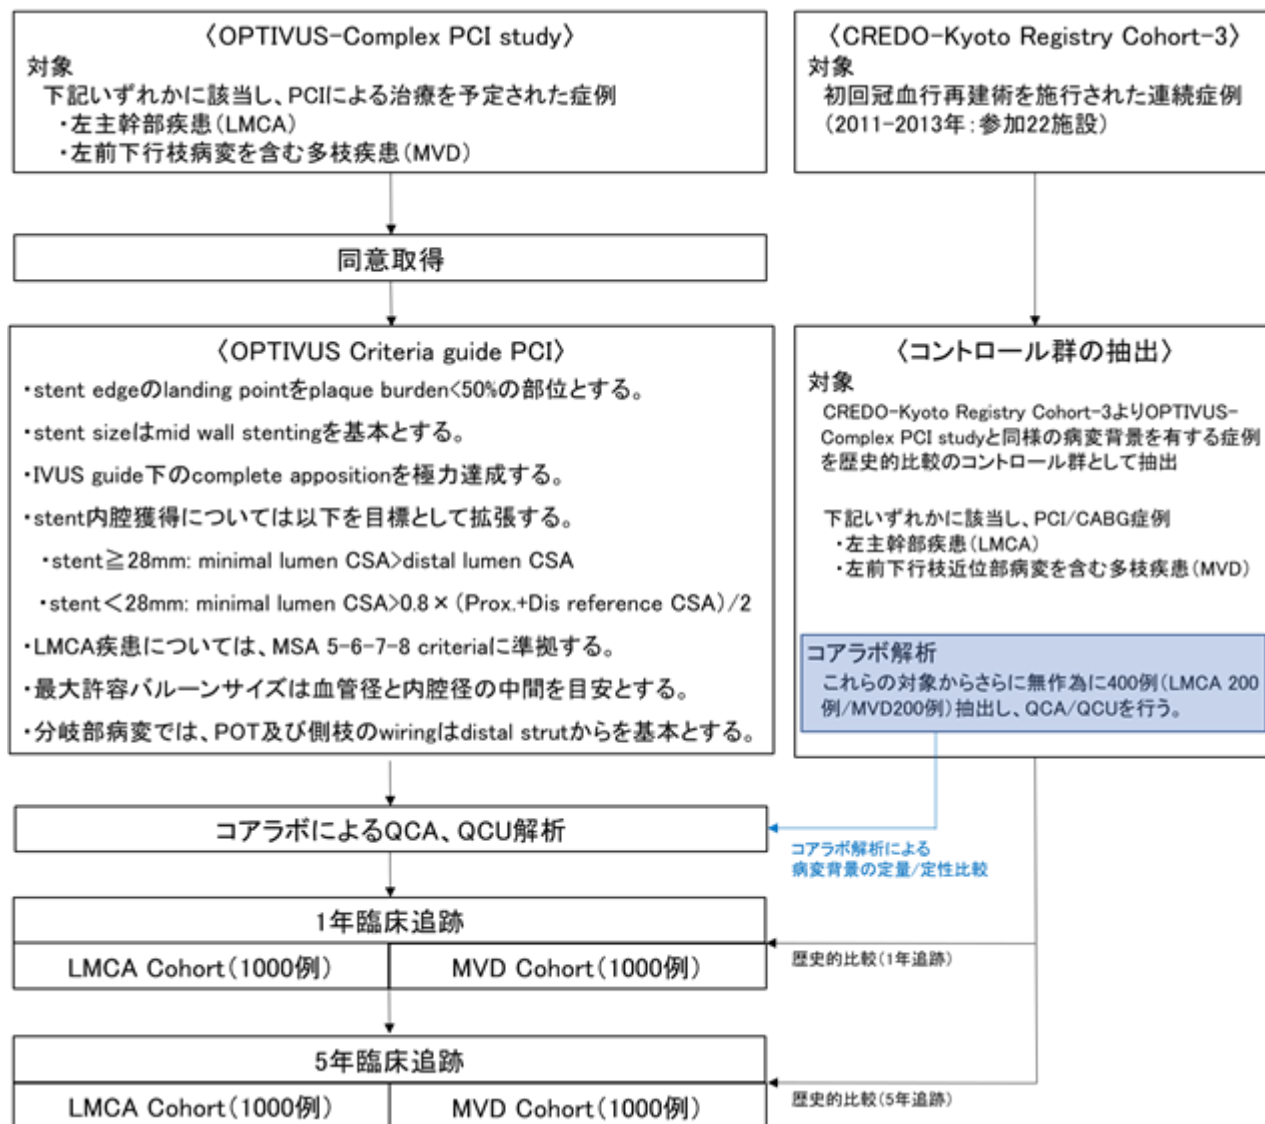 〈OPTIVUS-Complex PCI study〉
対象
下記いずれかに該当し、PCIによる治療を予定された症例
・左主幹部疾患(LMCA)
・左前下行枝病変を含む多枝疾患(MVD)
〈CREDO-Kyoto Registry Cohort-3〉
対象
初回冠血行再建術を施行された連続症例
(2011-2013年:参加22施設)
同意取得
〈OPTIVUS Criteria guide PCI〉
・stent edgeのlanding pointをplaque burden<50%の部位とする。
・stent sizeはmid wall stentingを基本とする。
・IVUS guide下のcomplete appositionを極力達成する。
・stent内腔獲得については以下を目標として拡張する。
・stent≧28mm: minimal lumen CSA>distal lumen CSA
・stent<28mm: minimal lumen CSA>0.8×(Prox.+Dis reference CSA)/2
・LMCA疾患については、MSA 5-6-7-8 criteriaに準拠する。
・最大許容バルーンサイズは血管径と内腔径の中間を目安とする。
・分岐部病変では、POT及び側枝のwiringはdistal strutからを基本とする。
〈コントロール群の抽出〉
対象
CREDO-Kyoto Registry Cohort-3よりOPTIVUS-
Complex PCI studyと同様の病変背景を有する症例
を歴史的比較のコントロール群として抽出
下記いずれかに該当し、PCI/CABG症例
・左主幹部疾患(LMCA)
・左前下行枝近位部病変を含む多枝疾患(MVD)
コアラボ解析
これらの対象からさらに無作為に400例(LMCA 200
例/MVD200例)抽出し、QCA/QCUを行う。
コアラボによるQCA、QCU解析
コアラボ解析による
病変背景の定量/定性比較
1年臨床追跡
LMCA Cohort(1000例)
MVD Cohort(1000例)
歴史的比較(1年追跡)
5年臨床追跡
LMCA Cohort(1000例)
MVD Cohort(1000例)
歴史的比較(5年追跡)